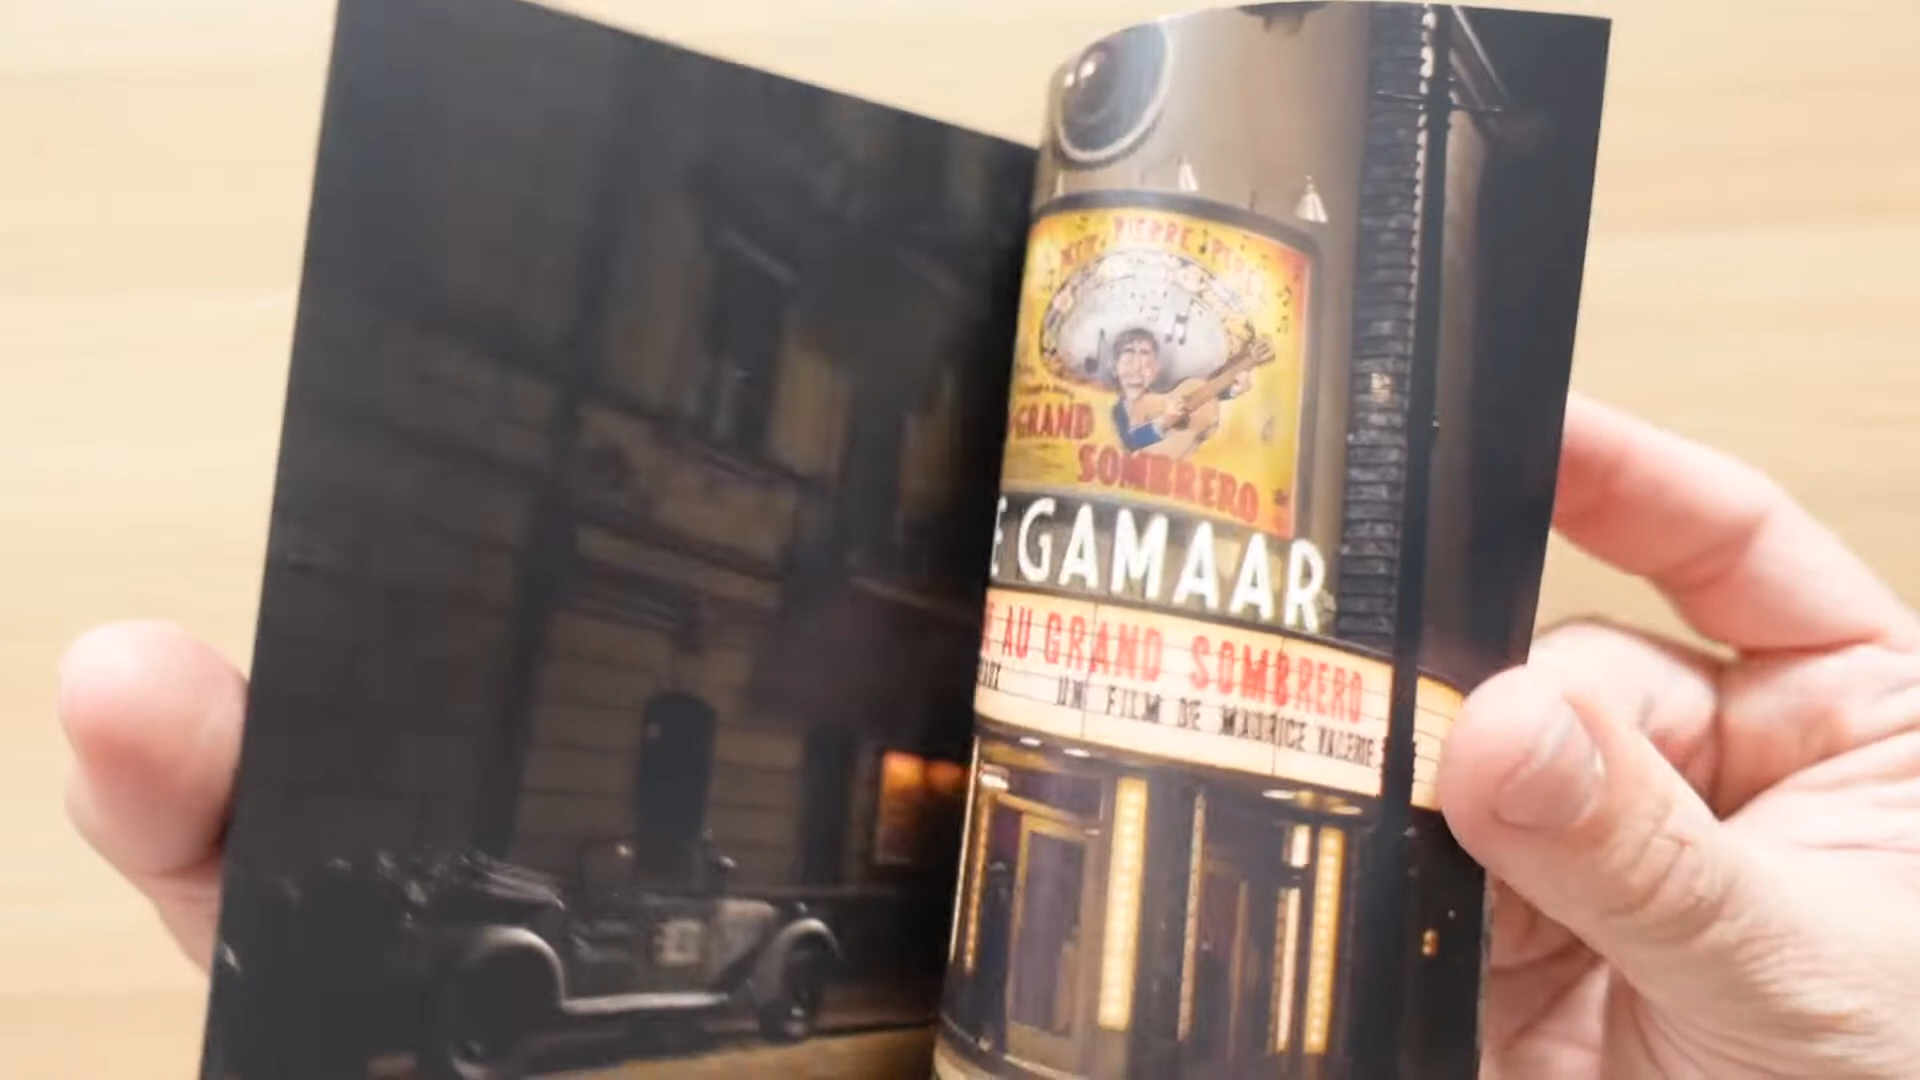 PIERRE
GRAND
SOMBRERO
E GAMAAR
AU GRAND SOMBRERO
UN FILM DE MAURICE VALERIE